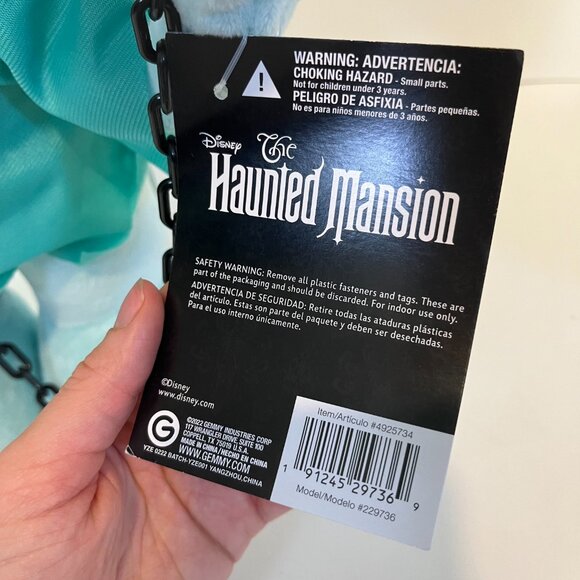 WARNING: ADVERTENCIA:
CHOKING HAZARD - Small parts.
Not for children under 3 years.
PELIGRO DE ASFIXIA - Partes pequeñas.
No es para niños menores de 3 años.
Disney The
Haunted Mansion
SAFETY WARNING: Remove all plastic fasteners and tags. These are
part of the packaging and should be discarded. For indoor use only.
ADVERTENCIA DE SEGURIDAD: Retire todas las ataduras plásticas
del artículo. Estas son parte del paquete y deben ser desechadas.
Para el uso interno únicamente.
©Disney
www.disney.com
G
©2022 GEMMY INDUSTRIES CORP
117 WRANGLER DRIVE, SUITE 100
COPPELL, TX 75019 U.S.A.
MADE IN CHINA/HECHO EN CHINA
WWW.GEMMY.COM
YZE 0222 BATCH-YZE001 YANGZHOU, CHINA
Item/Artículo #4925734
1 91245 29736 9
Model/Modelo #229736